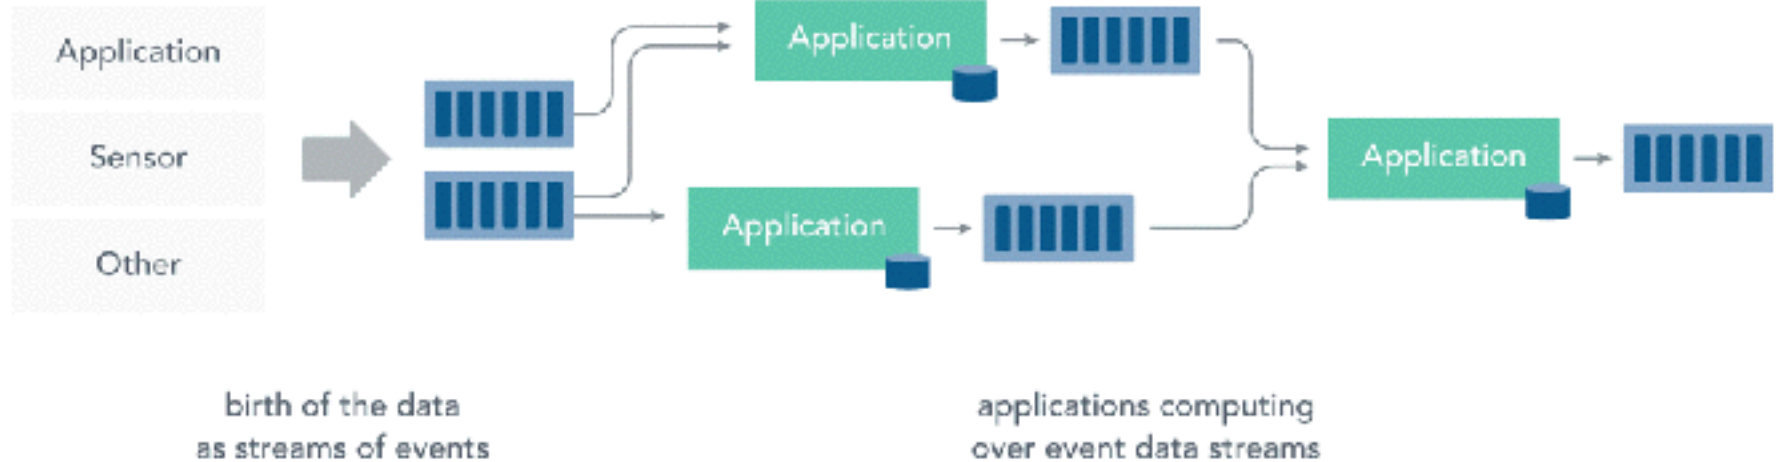 Application
Sensor
Other
Application
Application
Application
birth of the data
as streams of events
applications computing
over event data streams